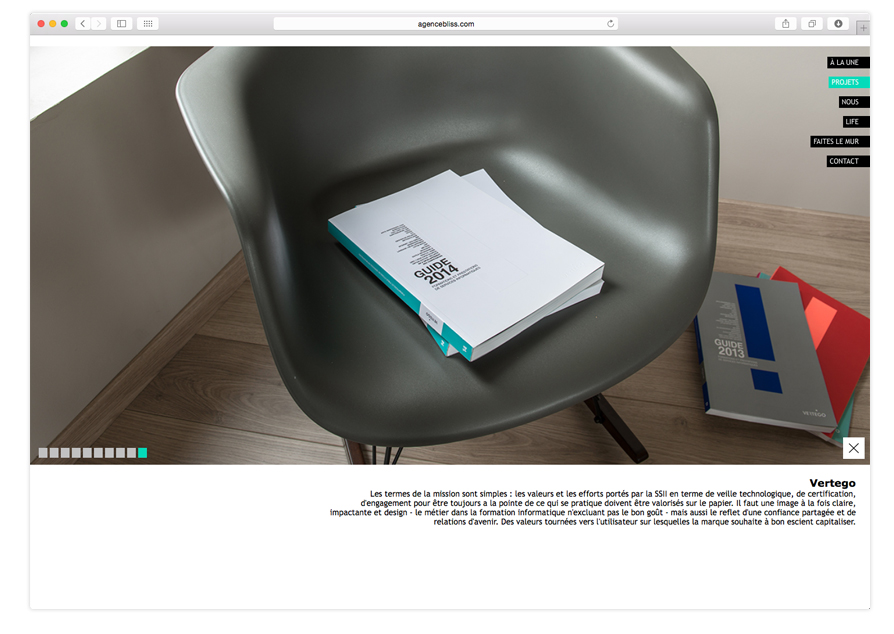 agencebliss.com
À LA UNE
PROJETS
NOUS
LIFE
FAITES LE MUR
CONTACT
GUIDE
2014
GUIDE
2013
Vertego
Les termes de la mission sont simples : les valeurs et les efforts portés par la SSII en terme de veille technologique, de certification,
d'engagement pour être toujours a la pointe de ce qui se pratique doivent être valorisés sur le papier. Il faut une image à la fois claire,
impactante et design - le métier dans la formation informatique n'excluant pas le bon goût - mais aussi le reflet d'une confiance partagée et de
relations d'avenir. Des valeurs tournées vers l'utilisateur sur lesquelles la marque souhaite à bon escient capitaliser.